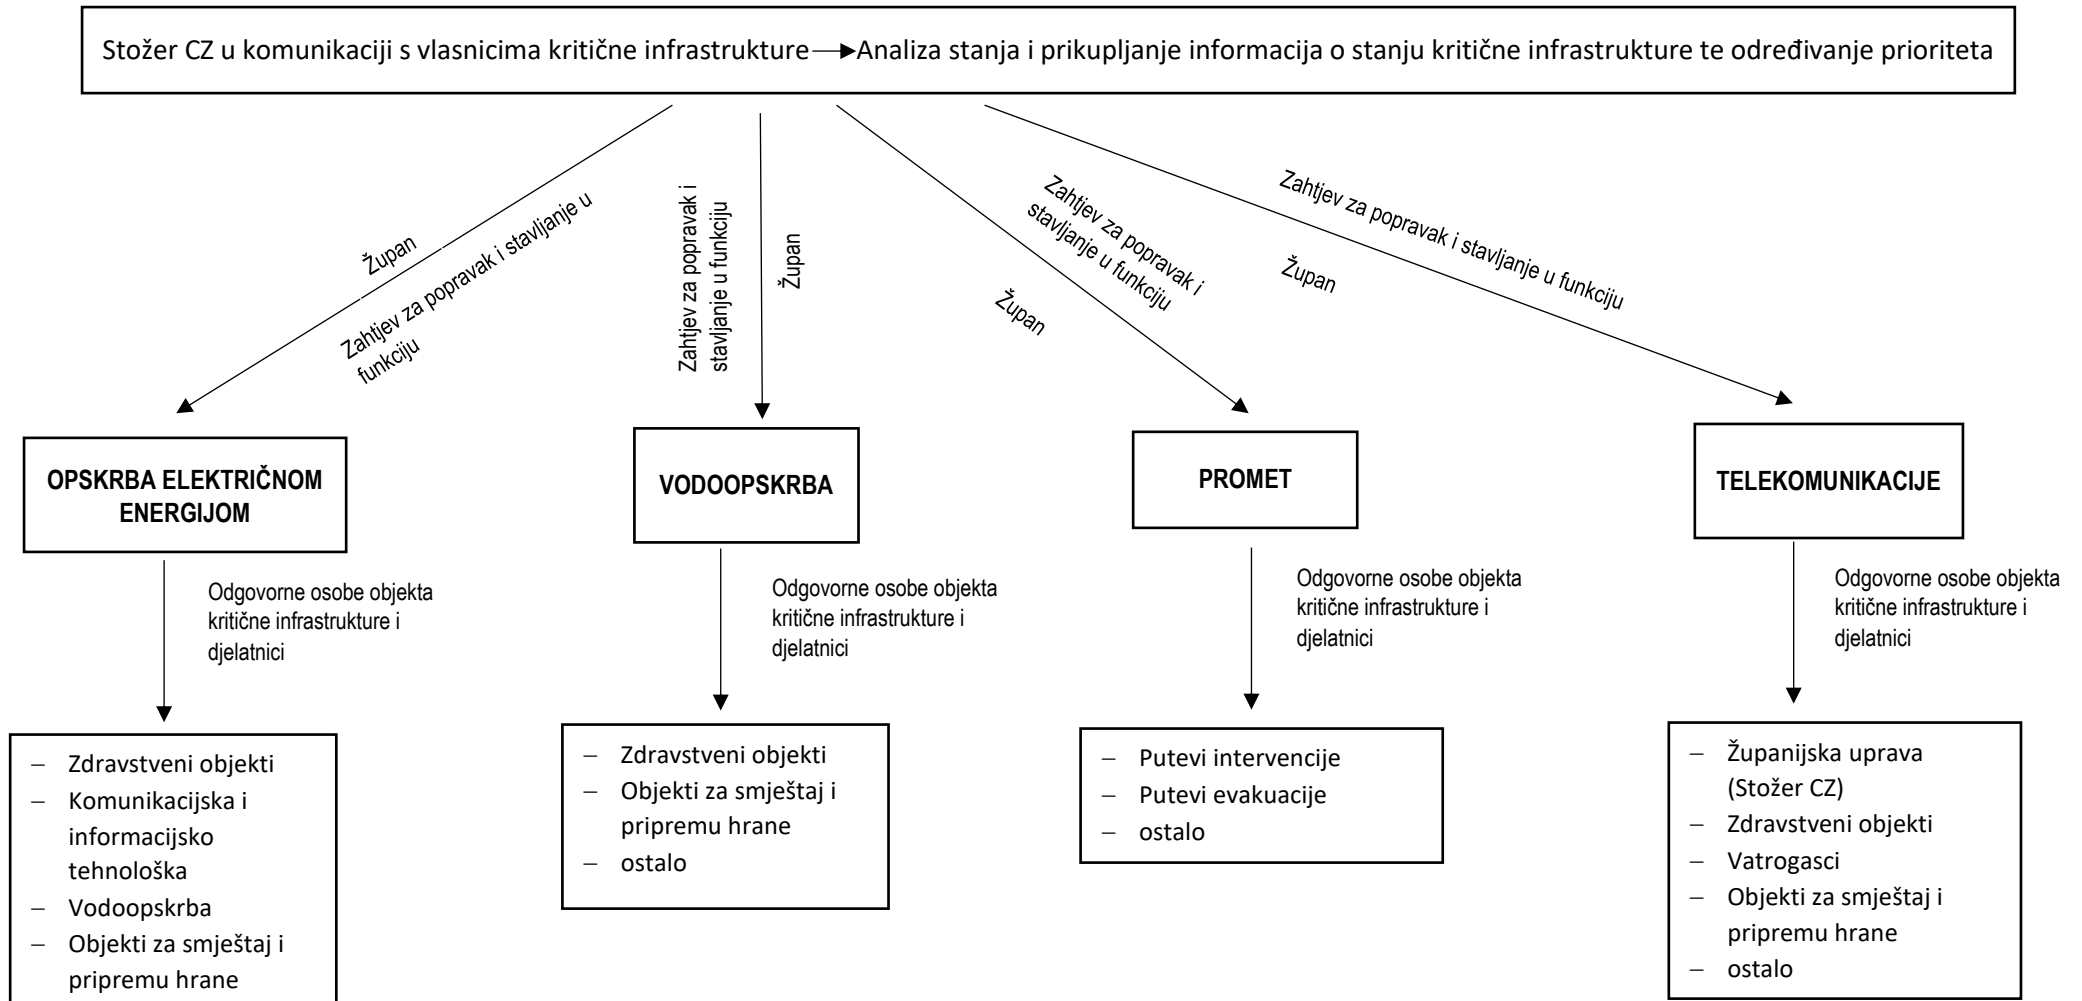 Stožer CZ u komunikaciji s vlasnicima kritične infrastrukture Analiza stanja i prikupljanje informacija o stanju kritične infrastrukture te određivanje prioriteta
Župan
Zahtjev za popravak i stavljanje u
funkciju
Zahtjev za popravak i
stavljanje u funkciju
Župan
Zahtjev za popravak i
stavljanje u funkciju
Župan
Zahtjev za popravak i stavljanje u funkciju
Župan
OPSKRBA ELEKTRIČNOM
ENERGIJOM
VODOOPSKRBA
PROMET
TELEKOMUNIKACIJE
Odgovorne osobe objekta
kritične infrastrukture i
djelatnici
Odgovorne osobe objekta
kritične infrastrukture i
djelatnici
Odgovorne osobe objekta
kritične infrastrukture i
djelatnici
Odgovorne osobe objekta
kritične infrastrukture i
djelatnici
– Zdravstveni objekti
– Komunikacijska i
informacijsko
tehnološka
– Vodoopskrba
– Objekti za smještaj i
pripremu hrane
– Zdravstveni objekti
– Objekti za smještaj i
pripremu hrane
– ostalo
– Putevi intervencije
– Putevi evakuacije
– ostalo
– Županijska uprava
(Stožer CZ)
– Zdravstveni objekti
– Vatrogasci
– Objekti za smještaj i
pripremu hrane
– ostalo